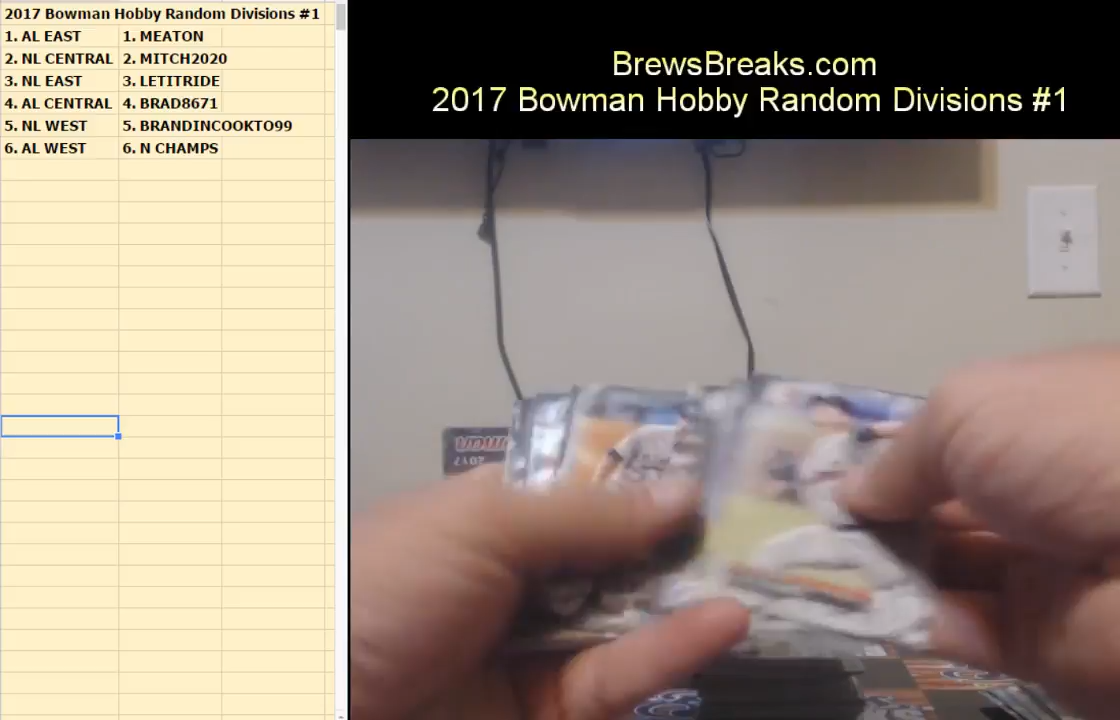 2017 Bowman Hobby Random Divisions #1
1. AL EAST 1. MEATON
2. NL CENTRAL 2. MITCH2020
3. NL EAST 3. LETITRIDE
4. AL CENTRAL 4. BRAD8671
5. NL WEST 5. BRANDINCOOKTO99
6. AL WEST 6. N CHAMPS
BrewsBreaks.com
2017 Bowman Hobby Random Divisions #1
2017